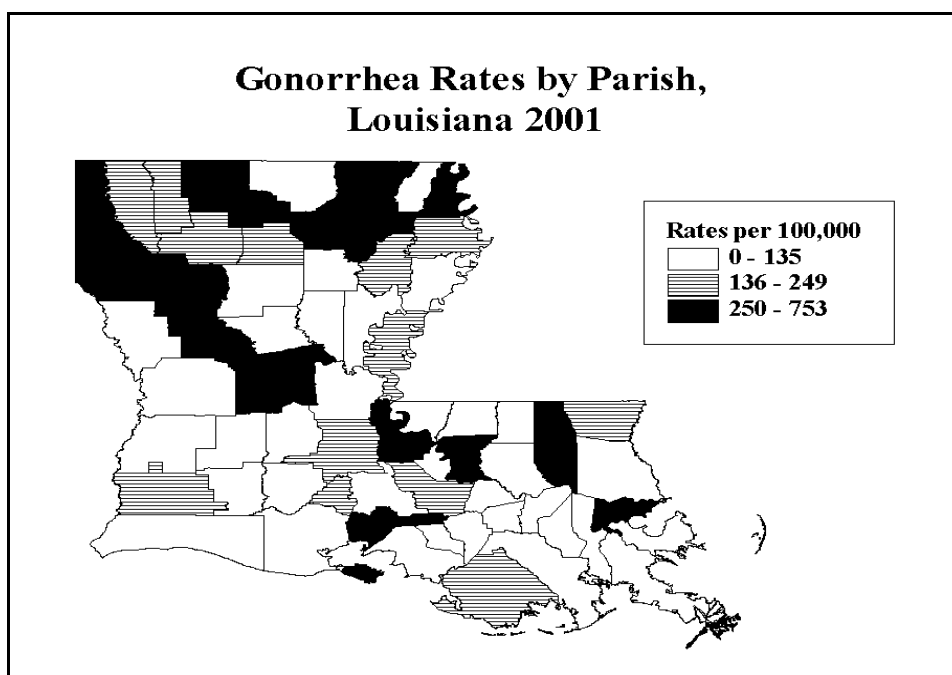 Gonorrhea Rates by Parish,
Louisiana 2001
Rates per 100,000
0 - 135
136 - 249
250 - 753